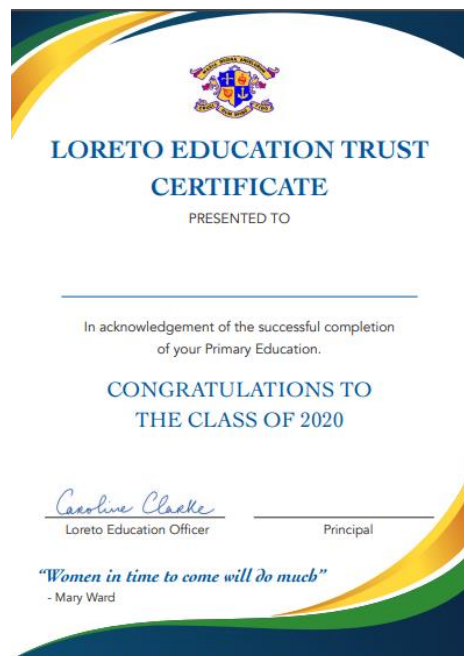 LORETO EDUCATION TRUST
CERTIFICATE
PRESENTED TO
In acknowledgement of the successful completion
of your Primary Education.
CONGRATULATIONS TO
THE CLASS OF 2020
Caroline Clarke
Loreto Education Officer
Principal
“Women in time to come will do much”
- Mary Ward